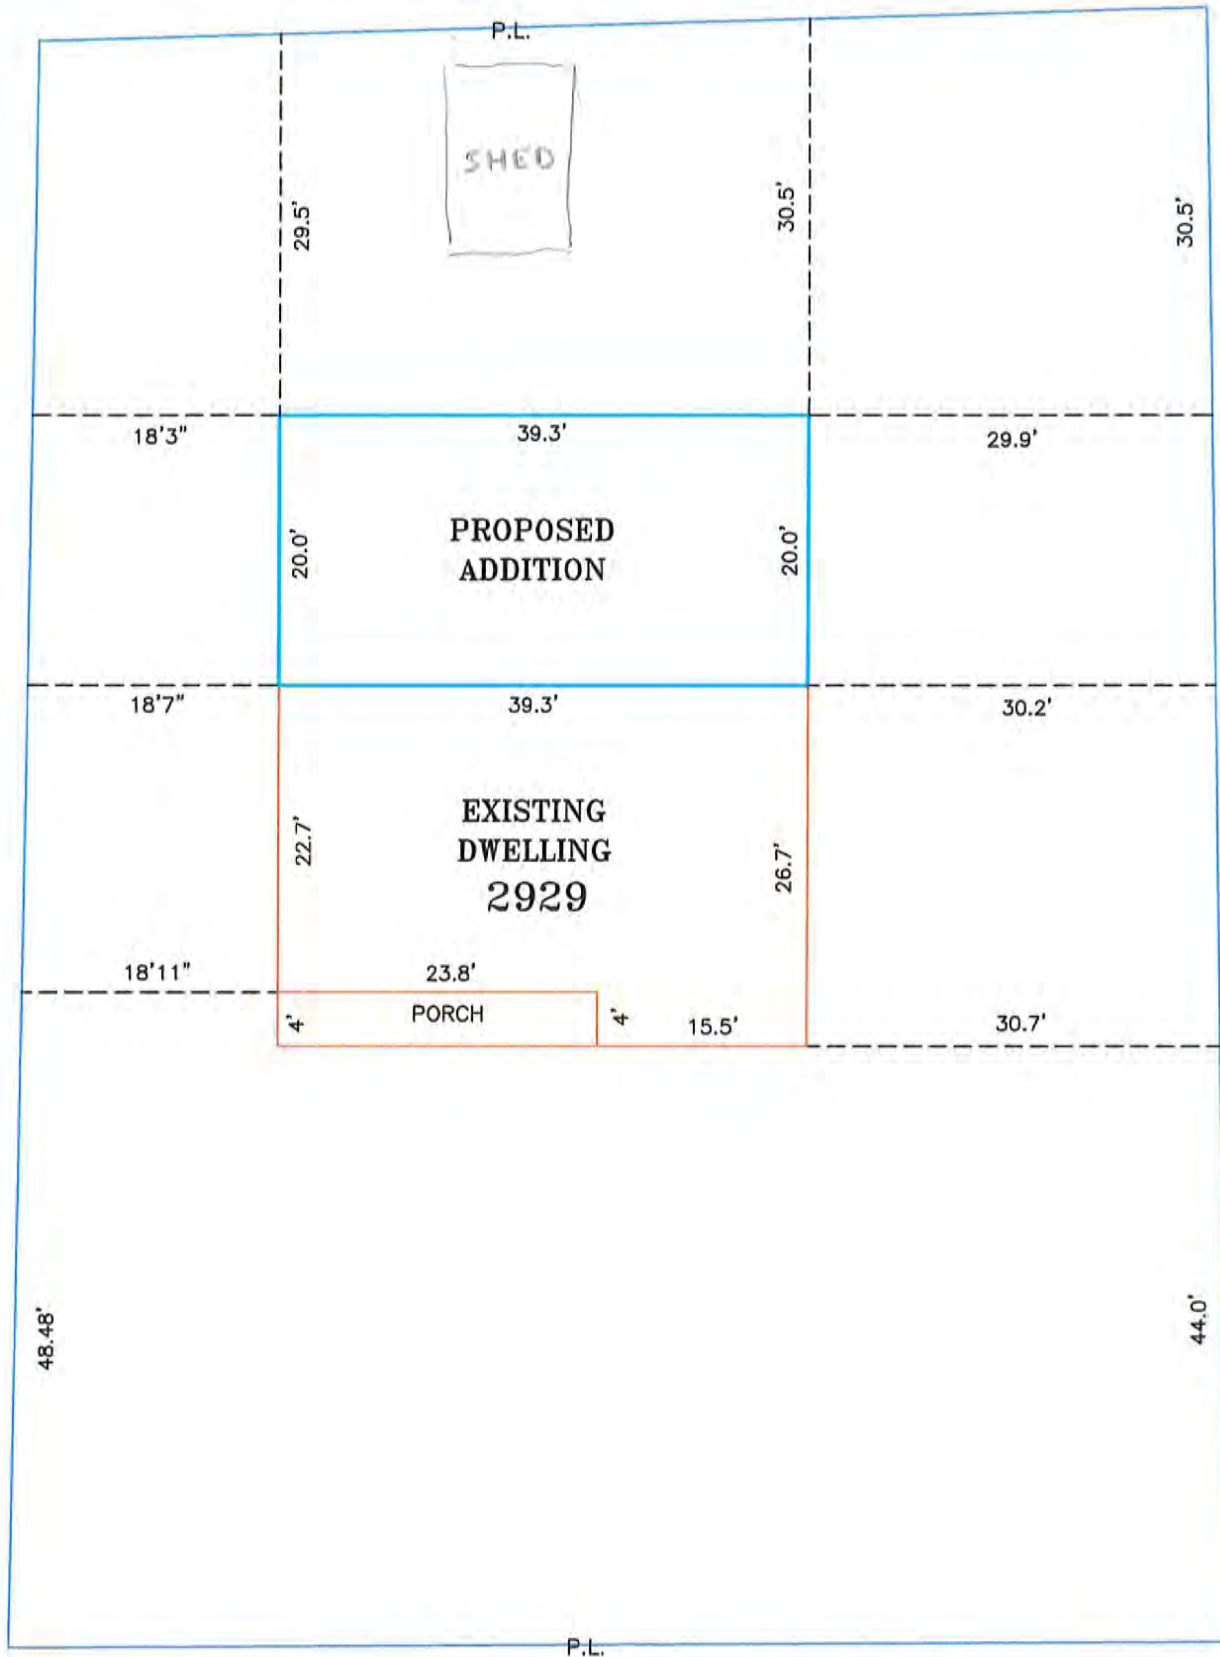 P.L.
SHED
29.5'
30.5'
30.5'
18'3"
39.3'
29.9'
20.0'
PROPOSED
ADDITION
20.0'
18'7"
39.3'
30.2'
22.7'
EXISTING
DWELLING
2929
26.7'
18'11"
23.8'
4'
PORCH
4'
15.5'
30.7'
48.48'
44.0'
P.L.